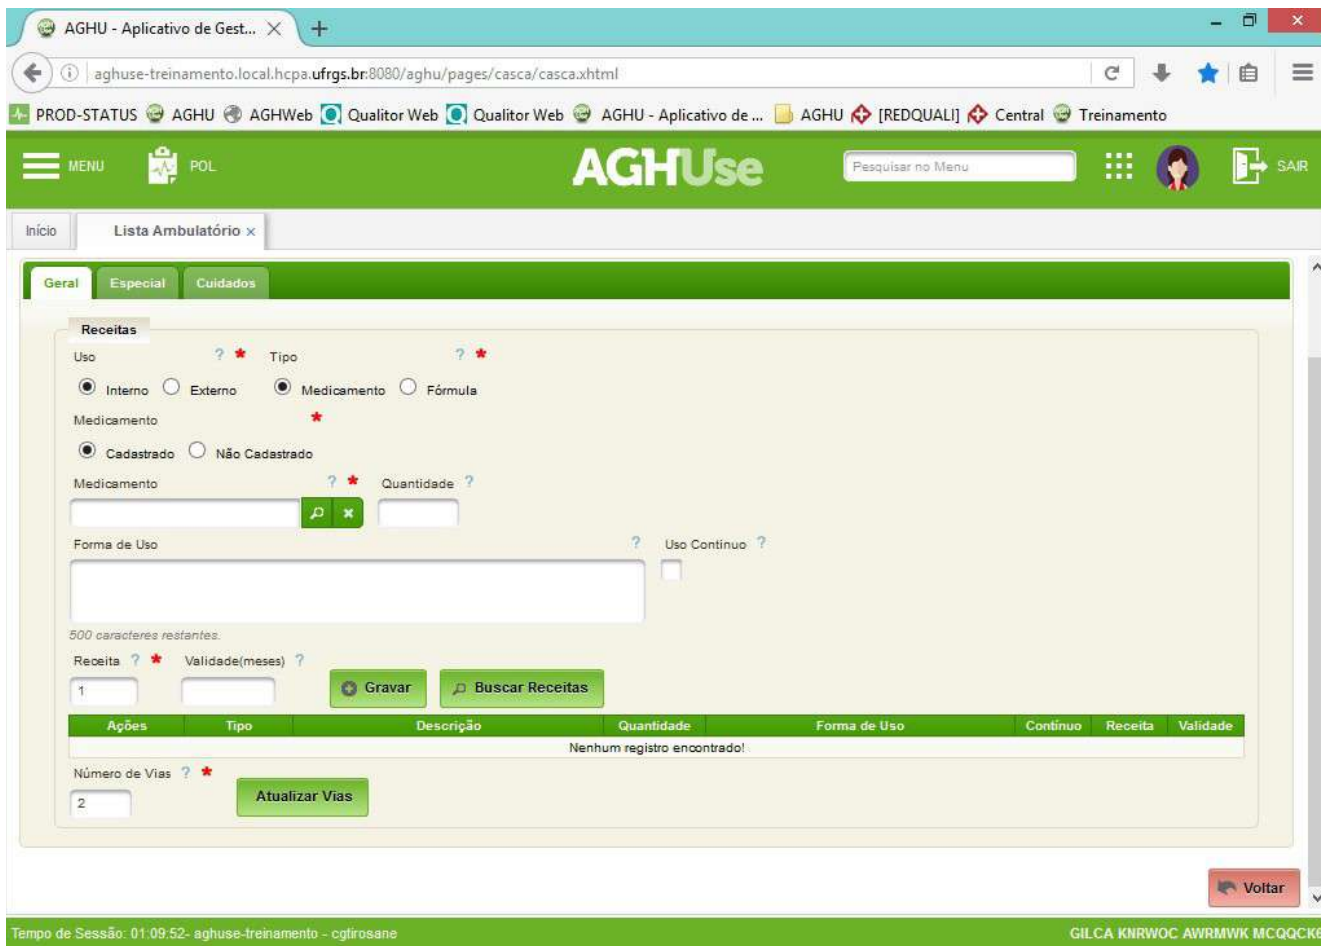 AGHU - Aplicativo de Gest...
aghuse-treinamento.local.hcpa.ufrgs.br:8080/aghu/pages/casca/casca.xhtml
PROD-STATUS AGHU AGHWeb Qualitor Web Qualitor Web AGHU - Aplicativo de ... AGHU [REDQUALI] Central Treinamento
MENU POL AGHUse Pesquisar no Menu SAIR
Início Lista Ambulatório x
Geral Especial Cuidados
Receitas
Uso ? * Tipo ? *
Interno Externo Medicamento Fórmula
Medicamento *
Cadastrado Não Cadastrado
Medicamento ? * Quantidade ?
Forma de Uso ? Uso Contínuo ?
500 caracteres restantes.
Receita ? * Validade(meses) ?
1 Gravar Buscar Receitas
Ações Tipo Descrição Quantidade Forma de Uso Contínuo Receita Validade
Nenhum registro encontrado!
Número de Vias ? *
2 Atualizar Vias
Voltar
Tempo de Sessão: 01:09:52- aghuse-treinamento - cgtirosane GILCA KNRWOC AWRMWK MCQQCK6